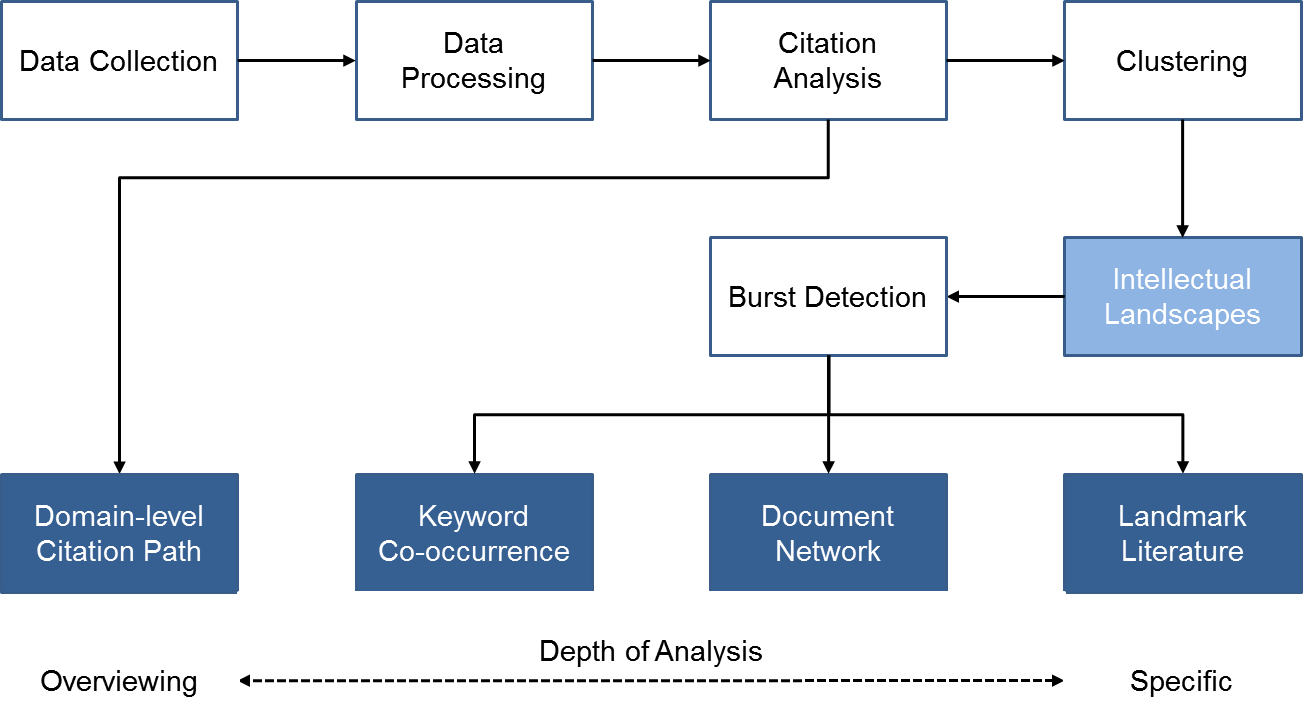 Data Collection
Data
Processing
Citation
Analysis
Clustering
Burst Detection
Intellectual
Landscapes
Domain-level
Citation Path
Keyword
Co-occurrence
Document
Network
Landmark
Literature
Depth of Analysis
Overviewing
Specific